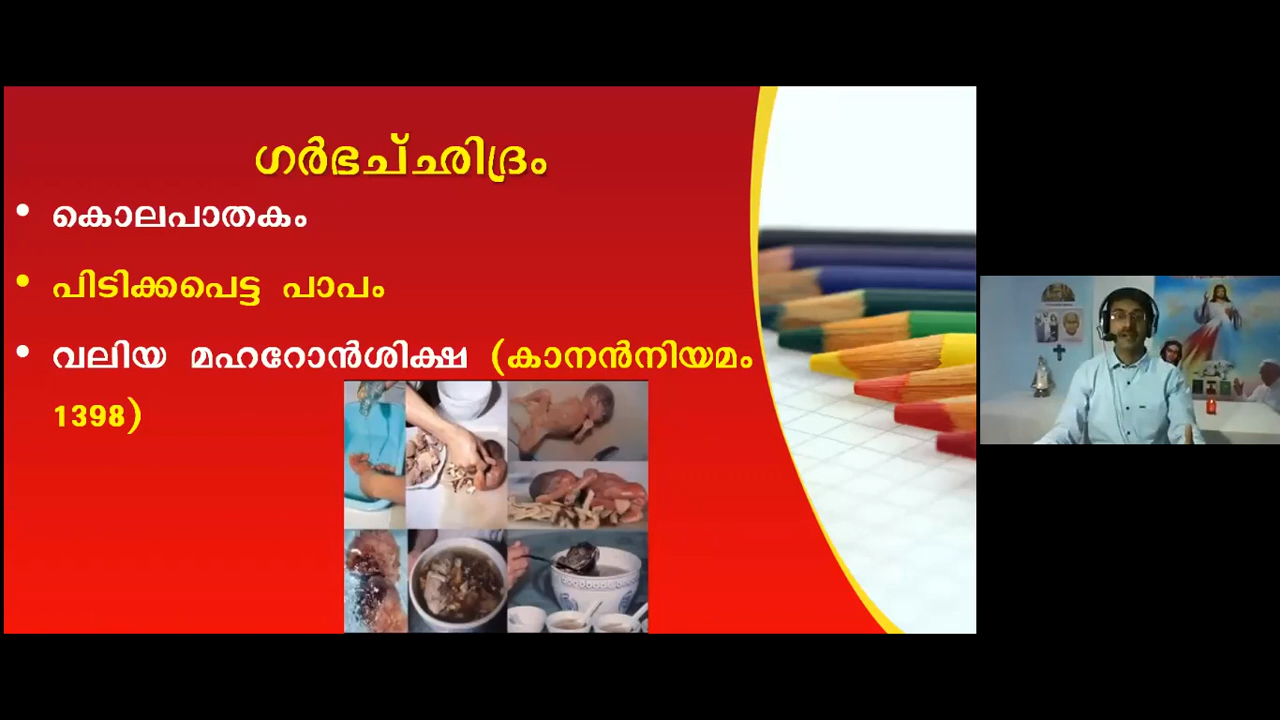 ഗർഭച്ഛിദ്രം
• കൊലപാതകം
• പിടിക്കപെട്ട പാപം
• വലിയ മഹറോൻശിക്ഷ (കാനൻനിയമം
1398)